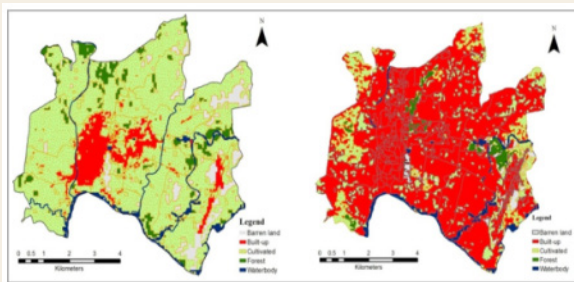 N
Legend
Barren land
Built-up
Cultivated
Forest
Waterbody
0 0.5 1 2 3 4
Kilometers
N
Legend
Barren land
Built-up
Cultivated
Forest
Waterbody
0 0.5 1 2 3 4
Kilometers